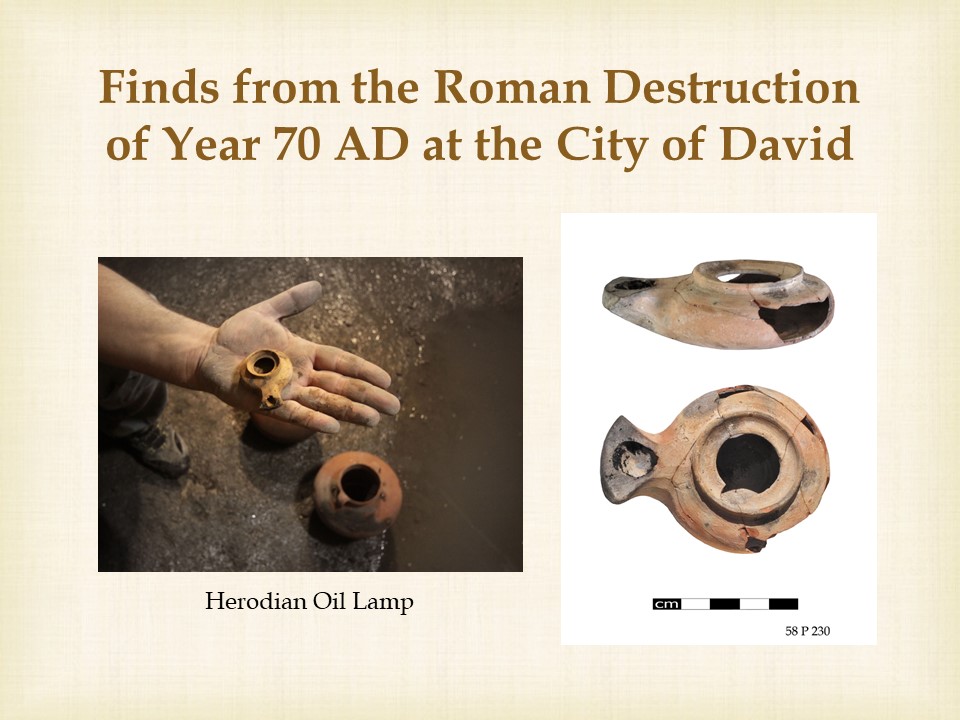 Finds from the Roman Destruction
of Year 70 AD at the City of David
Herodian Oil Lamp
cm
58 P 230